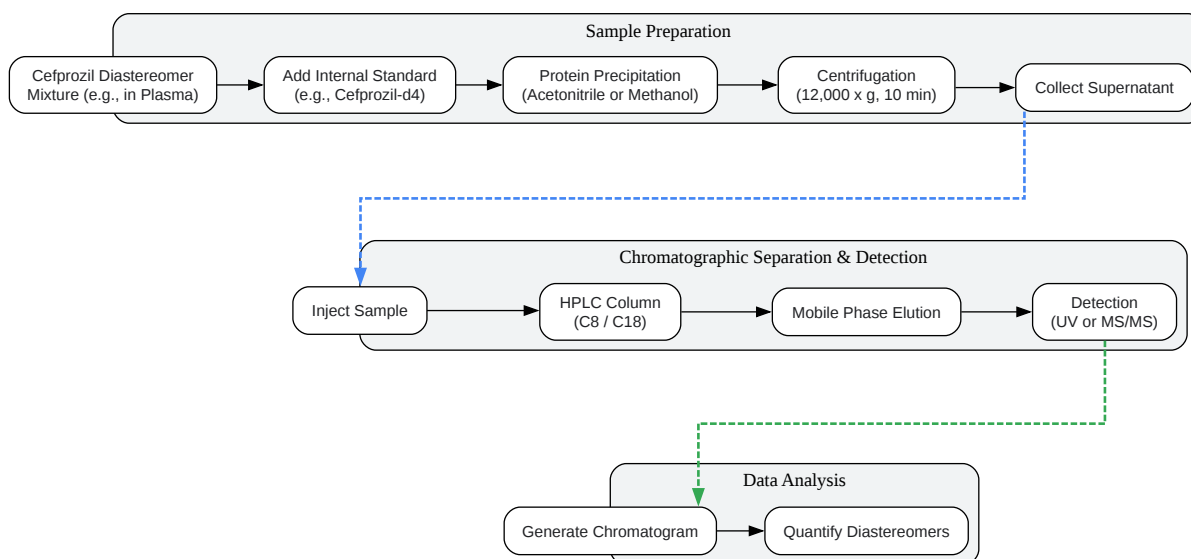 Sample Preparation
Cefprozil Diastereomer
Mixture (e.g., in Plasma)
Add Internal Standard
(e.g., Cefprozil-d4)
Protein Precipitation
(Acetonitrile or Methanol)
Centrifugation
(12,000 x g, 10 min)
Collect Supernatant
Chromatographic Separation & Detection
Inject Sample
HPLC Column
(C8 / C18)
Mobile Phase Elution
Detection
(UV or MS/MS)
Data Analysis
Generate Chromatogram
Quantify Diastereomers